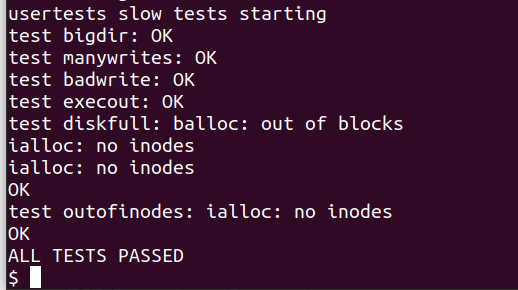 usertests slow tests starting
test bigdir: OK
test manywrites: OK
test badwrite: OK
test execout: OK
test diskfull: balloc: out of blocks
ialloc: no inodes
ialloc: no inodes
OK
test outofinodes: ialloc: no inodes
OK
ALL TESTS PASSED
$